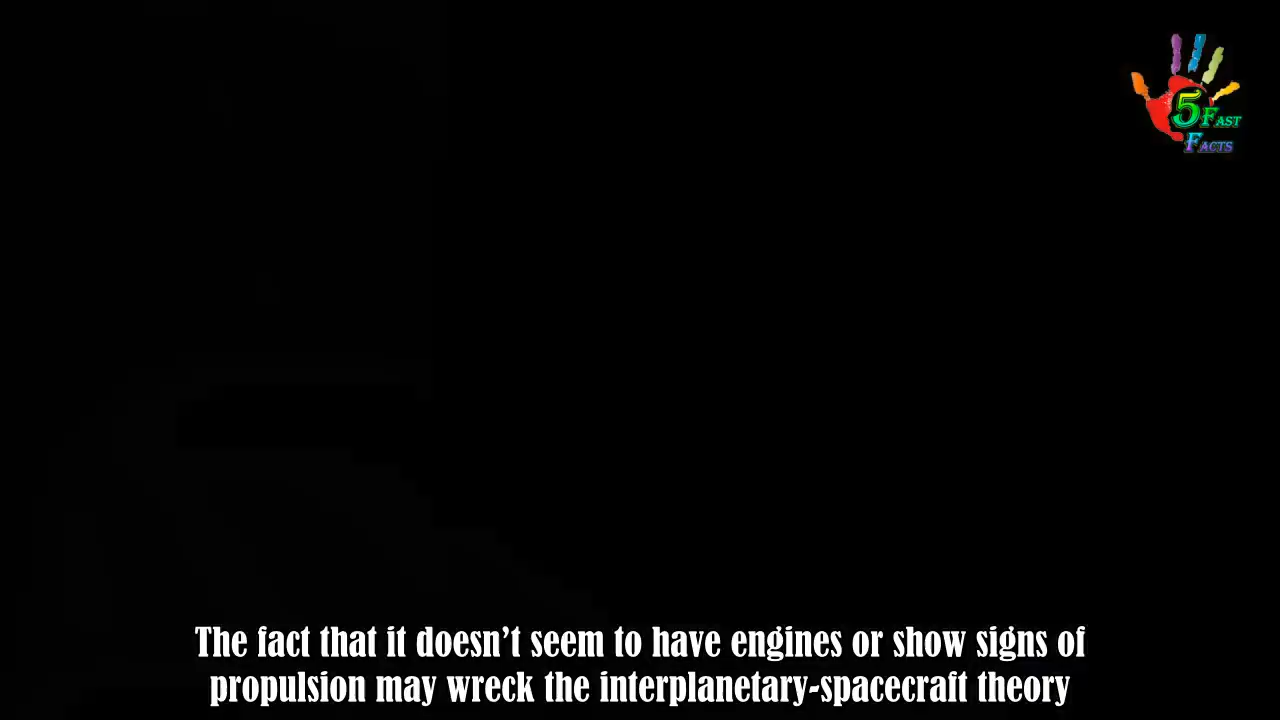 5 FAST
FACTS
The fact that it doesn’t seem to have engines or show signs of
propulsion may wreck the interplanetary-spacecraft theory